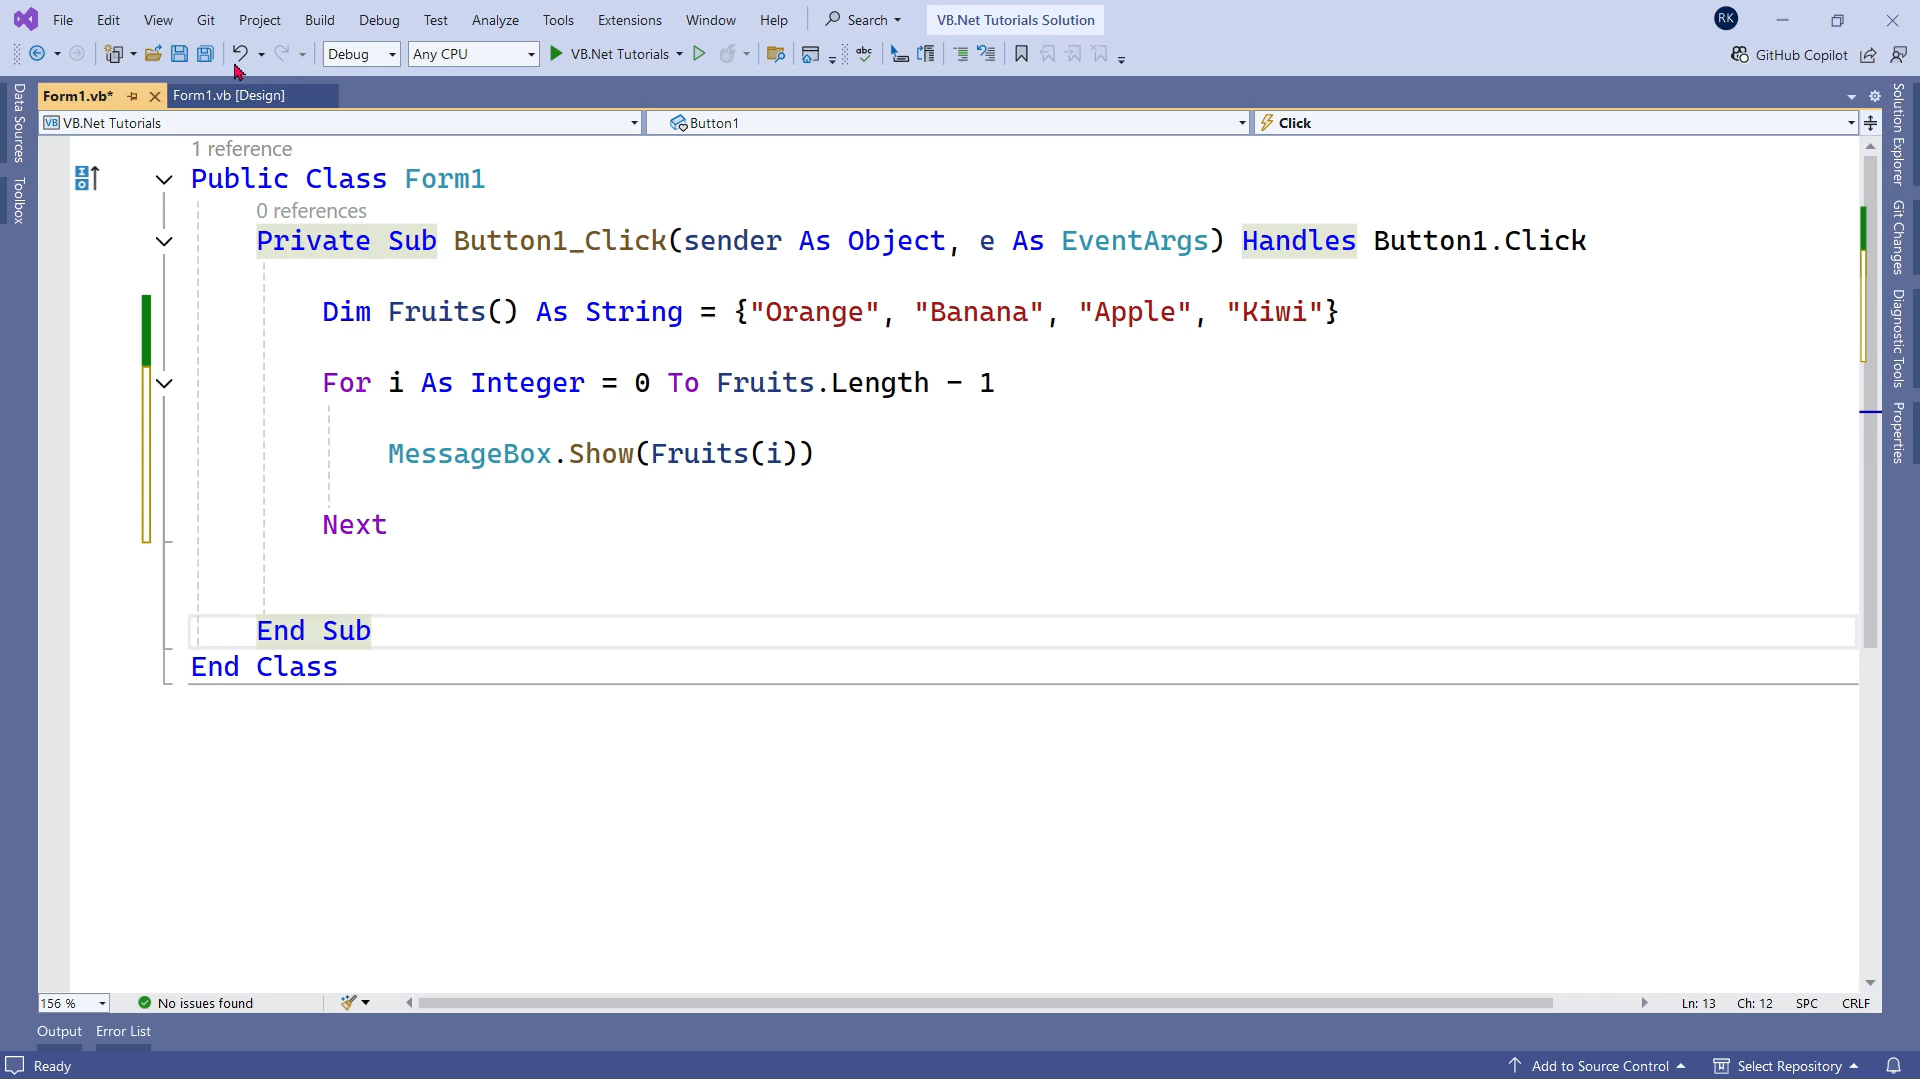 File Edit View Git Project Build Debug Test Analyze Tools Extensions Window Help Search VB.Net Tutorials Solution RK
Debug Any CPU VB.Net Tutorials abc GitHub Copilot
Form1.vb* Form1.vb [Design]
VB VB.Net Tutorials Button1 Click
1 reference
Public Class Form1
0 references
Private Sub Button1_Click(sender As Object, e As EventArgs) Handles Button1.Click
Dim Fruits() As String = {"Orange", "Banana", "Apple", "Kiwi"}
For i As Integer = 0 To Fruits.Length - 1
MessageBox.Show(Fruits(i))
Next
End Sub
End Class
Data Sources
Toolbox
Solution Explorer
Git Changes
Diagnostic Tools
Properties
156 % No issues found Ln: 13 Ch: 12 SPC CRLF
Output Error List
Ready Add to Source Control Select Repository